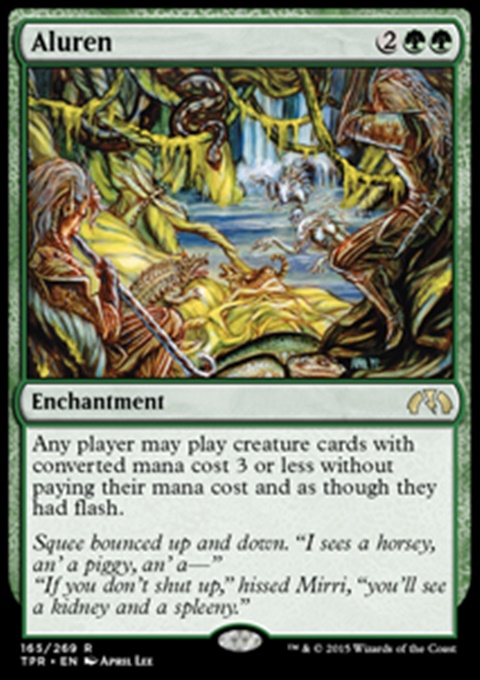 Aluren 2
Enchantment
Any player may play creature cards with
converted mana cost 3 or less without
paying their mana cost and as though they
had flash.
Squee bounced up and down. “I sees a horsey,
an’ a piggy, an’ a—”
“If you don’t shut up,” hissed Mirri, “you’ll see
a kidney and a spleeny.”
165/269 R
TPR • EN April Lee
™ & © 2015 Wizards of the Coast